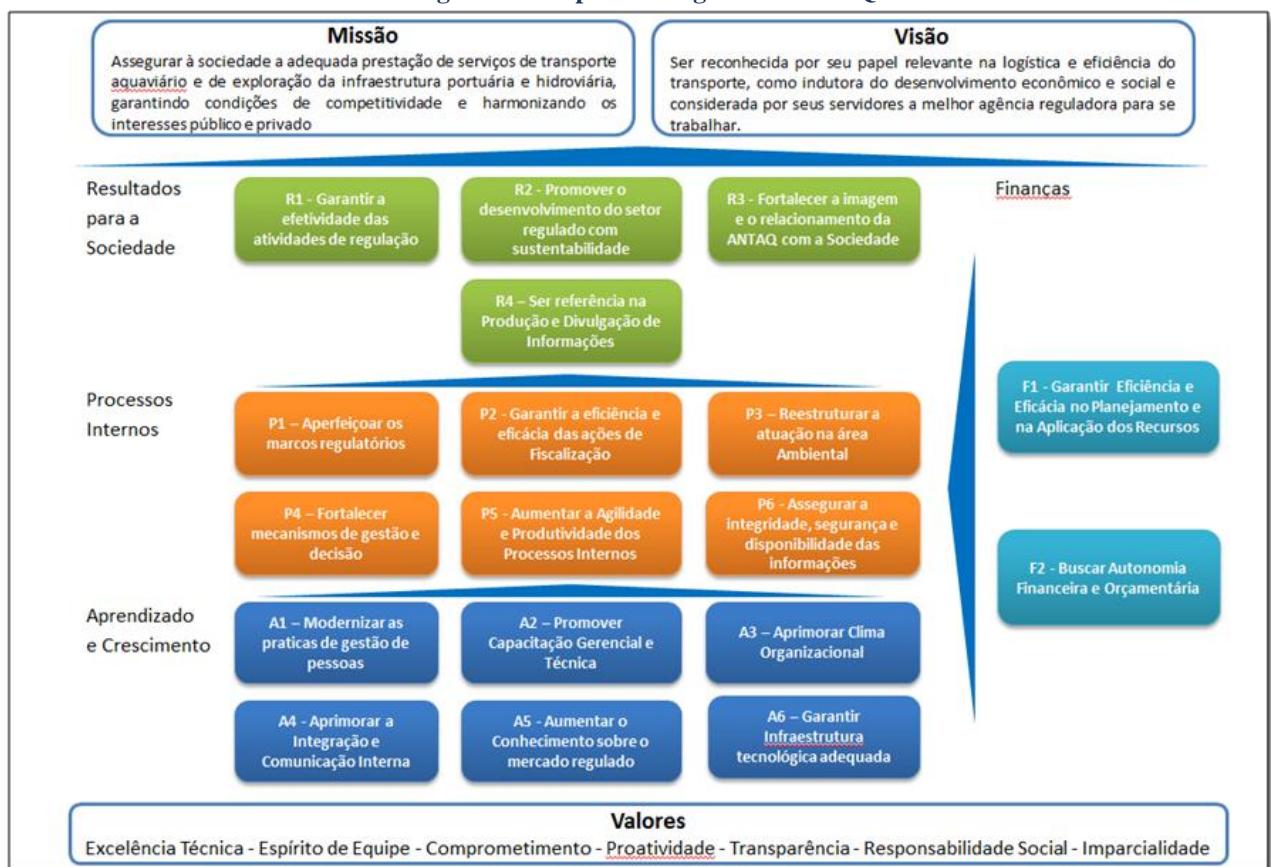 Missão
Assegurar à sociedade a adequada prestação de serviços de transporte
aquaviário e de exploração da infraestrutura portuária e hidroviária,
garantindo condições de competitividade e harmonizando os
interesses público e privado
Visão
Ser reconhecida por seu papel relevante na logística e eficiência do
transporte, como indutora do desenvolvimento econômico e social e
considerada por seus servidores a melhor agência reguladora para se
trabalhar.
Resultados
para a
Sociedade
R1 - Garantir a
efetividade das
atividades de regulação
R2 - Promover o
desenvolvimento do setor
regulado com
sustentabilidade
R3 - Fortalecer a imagem
e o relacionamento da
ANTAQ com a Sociedade
R4 – Ser referência na
Produção e Divulgação de
Informações
Finanças
F1 - Garantir Eficiência e
Eficácia no Planejamento e
na Aplicação dos Recursos
F2 - Buscar Autonomia
Financeira e Orçamentária
Processos
Internos
P1 – Aperfeiçoar os
marcos regulatórios
P2 - Garantir a eficiência e
eficácia das ações de
Fiscalização
P3 – Reestruturar a
atuação na área
Ambiental
P4 – Fortalecer
mecanismos de gestão e
decisão
P5 - Aumentar a Agilidade
e Produtividade dos
Processos Internos
P6 - Assegurar a
integridade, segurança e
disponibilidade das
informações
Aprendizado
e Crescimento
A1 – Modernizar as
praticas de gestão de
pessoas
A2 – Promover
Capacitação Gerencial e
Técnica
A3 – Aprimorar Clima
Organizacional
A4 - Aprimorar a
Integração e
Comunicação Interna
A5 - Aumentar o
Conhecimento sobre o
mercado regulado
A6 – Garantir
Infraestrutura
tecnológica adequada
Valores
Excelência Técnica - Espírito de Equipe - Comprometimento - Proatividade - Transparência - Responsabilidade Social - Imparcialidade